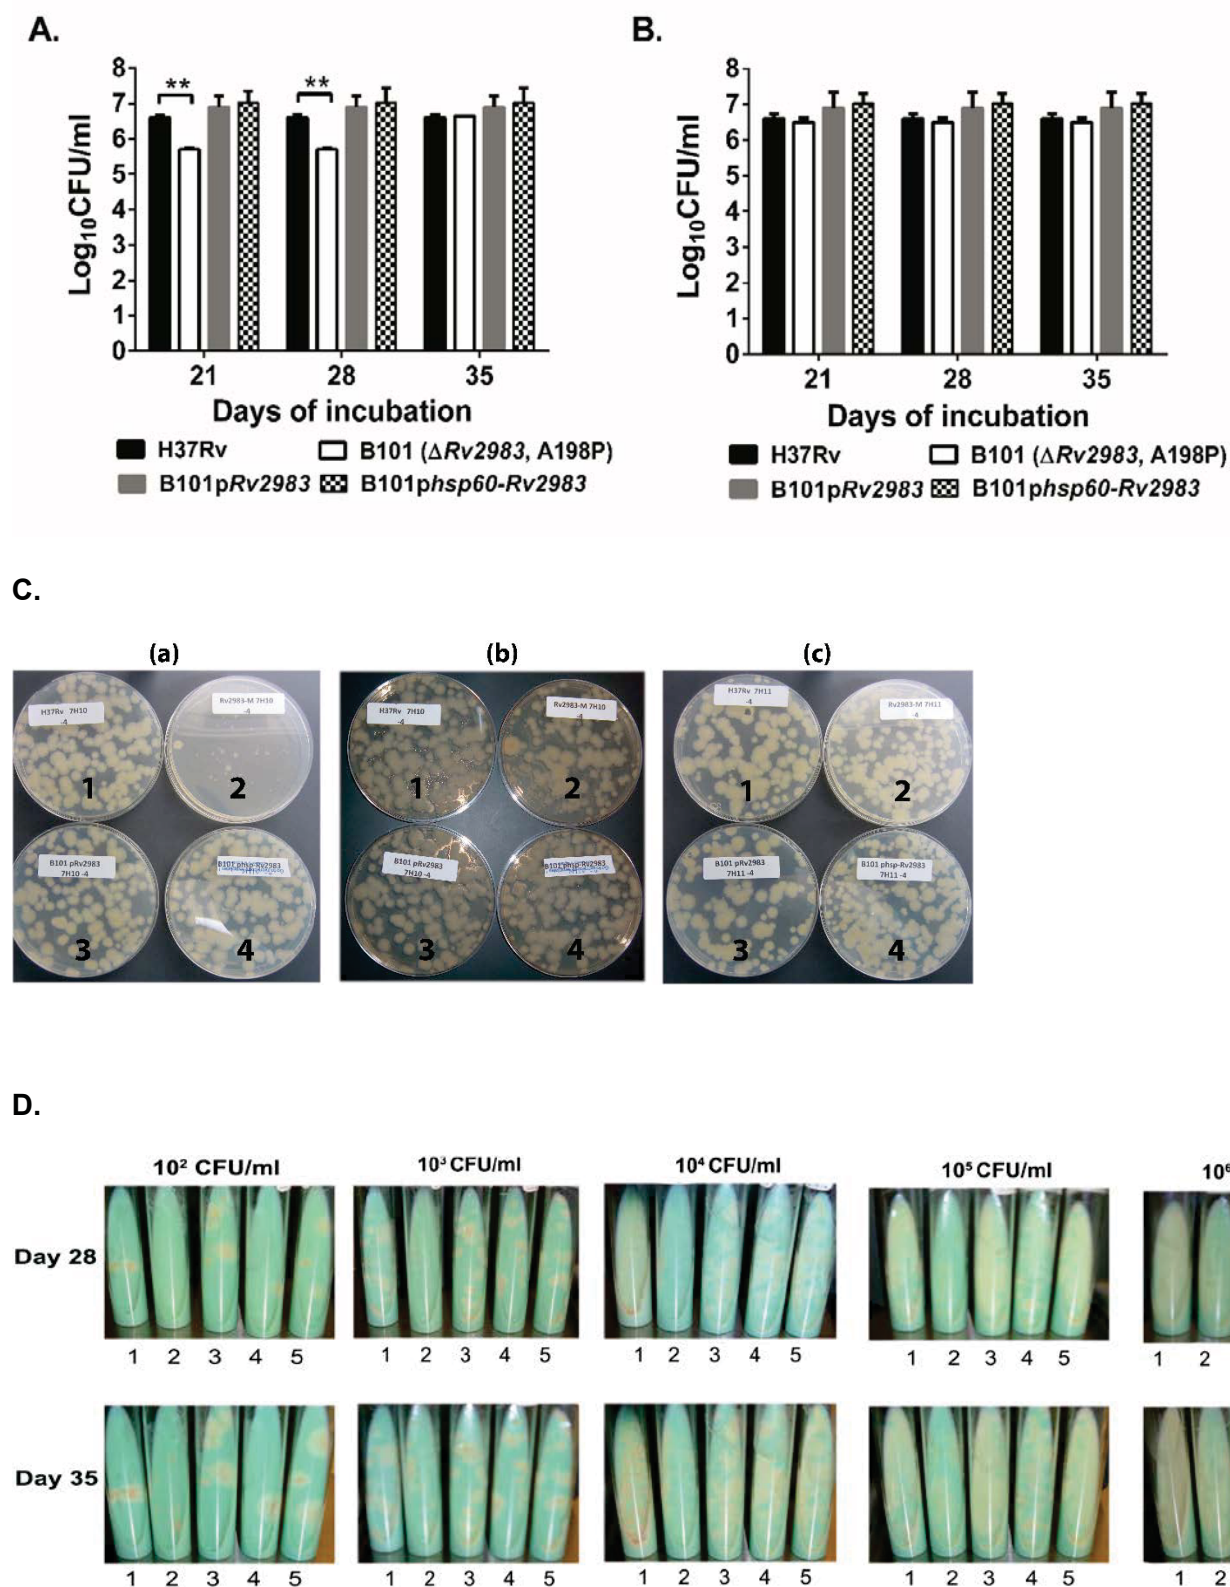 A.
Log10CFU/ml
8
7
6
5
4
3
2
1
0
**
**
21 28 35
Days of incubation
H37Rv
B101 (ΔRv2983, A198P)
B101pRv2983
B101phsp60-Rv2983
B.
Log10CFU/ml
8
7
6
5
4
3
2
1
0
21 28 35
Days of incubation
H37Rv
B101 (ΔRv2983, A198P)
B101pRv2983
B101phsp60-Rv2983
C.
(a)
H37Rv 7H10
-4
1
Rv2983-M 7H10
-4
2
B101 pRv2983
7H10 -4
3
B101 phsp-Rv2983
4
(b)
H37Rv 7H10
-4
1
Rv2983-M 7H10
-4
2
B101 pRv2983
7H10 -4
3
B101 phsp-Rv2983
4
(c)
H37Rv 7H11
-4
1
Rv2983-M 7H11
-4
2
B101 pRv2983
7H11 -4
3
B101 phsp-Rv2983
7H11 -4
4
D.
10² CFU/ml
10³ CFU/ml
10⁴ CFU/ml
10⁵ CFU/ml
10⁶
Day 28
1 2 3 4 5
1 2 3 4 5
1 2 3 4 5
1 2 3 4 5
1 2
Day 35
1 2 3 4 5
1 2 3 4 5
1 2 3 4 5
1 2 3 4 5
1 2